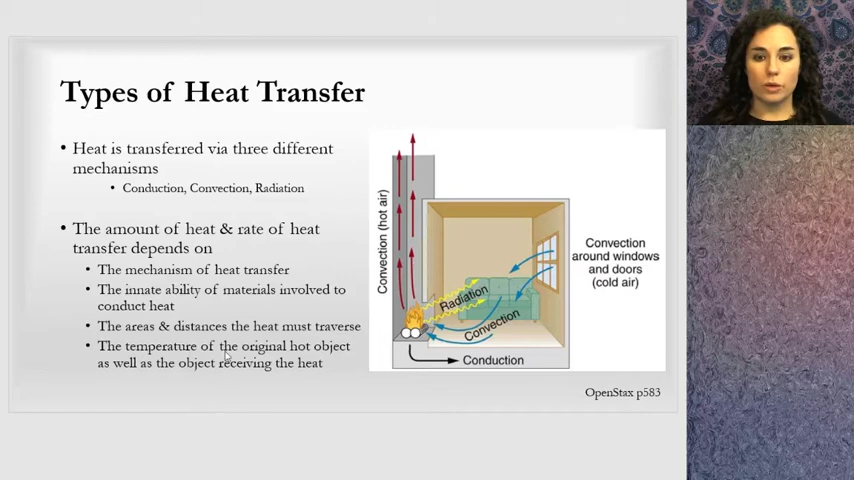 Types of Heat Transfer
• Heat is transferred via three different
mechanisms
• Conduction, Convection, Radiation
• The amount of heat & rate of heat
transfer depends on
• The mechanism of heat transfer
• The innate ability of materials involved to
conduct heat
• The areas & distances the heat must traverse
• The temperature of the original hot object
as well as the object receiving the heat
Convection (hot air)
Radiation
Convection
Conduction
Convection
around windows
and doors
(cold air)
OpenStax p583